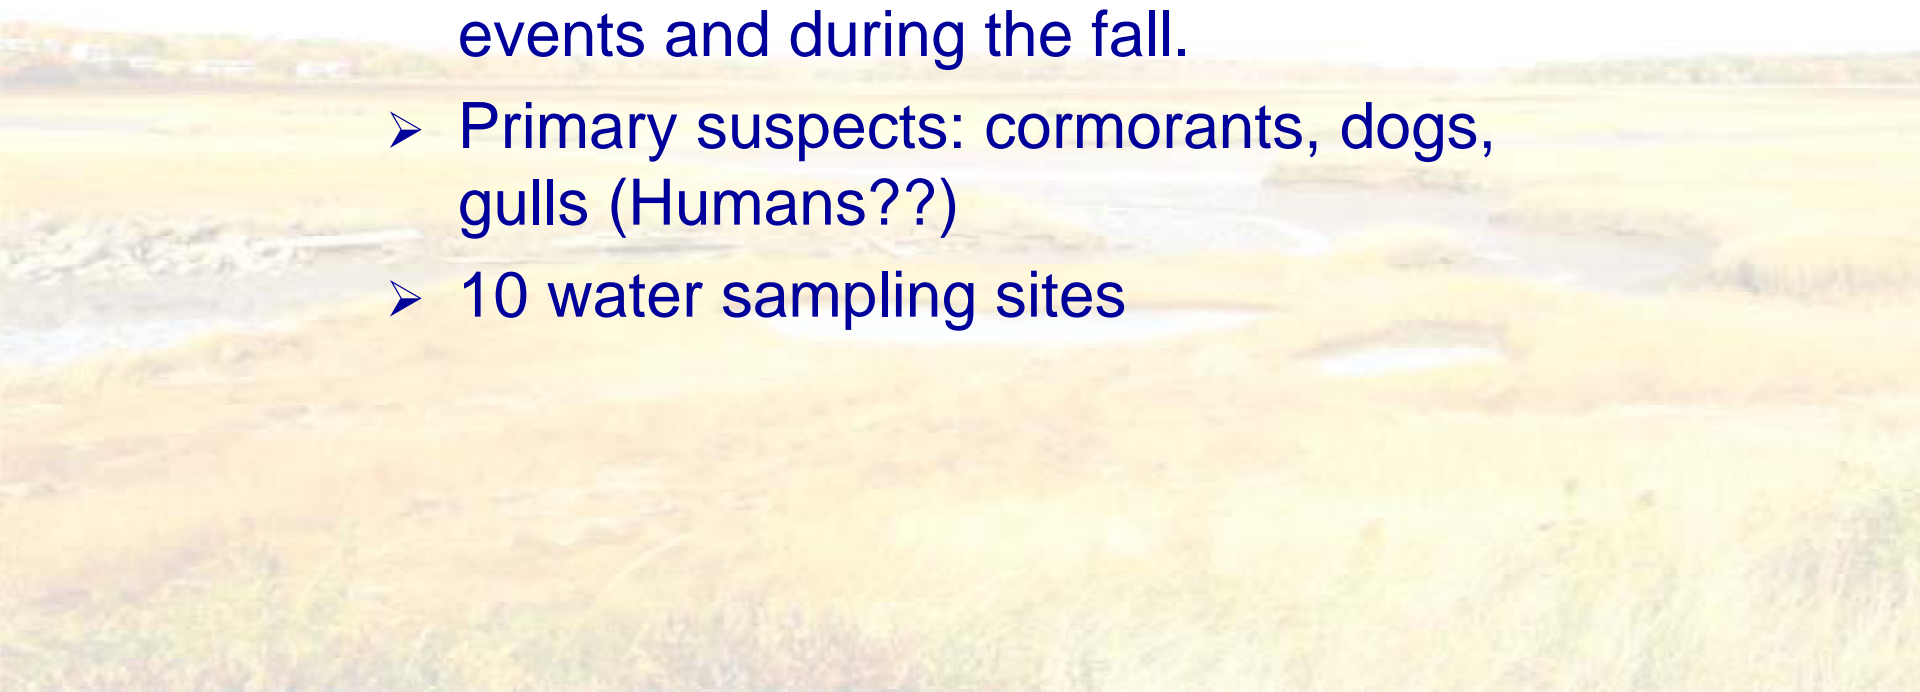 events and during the fall.
➢ Primary suspects: cormorants, dogs,
gulls (Humans??)
➢ 10 water sampling sites